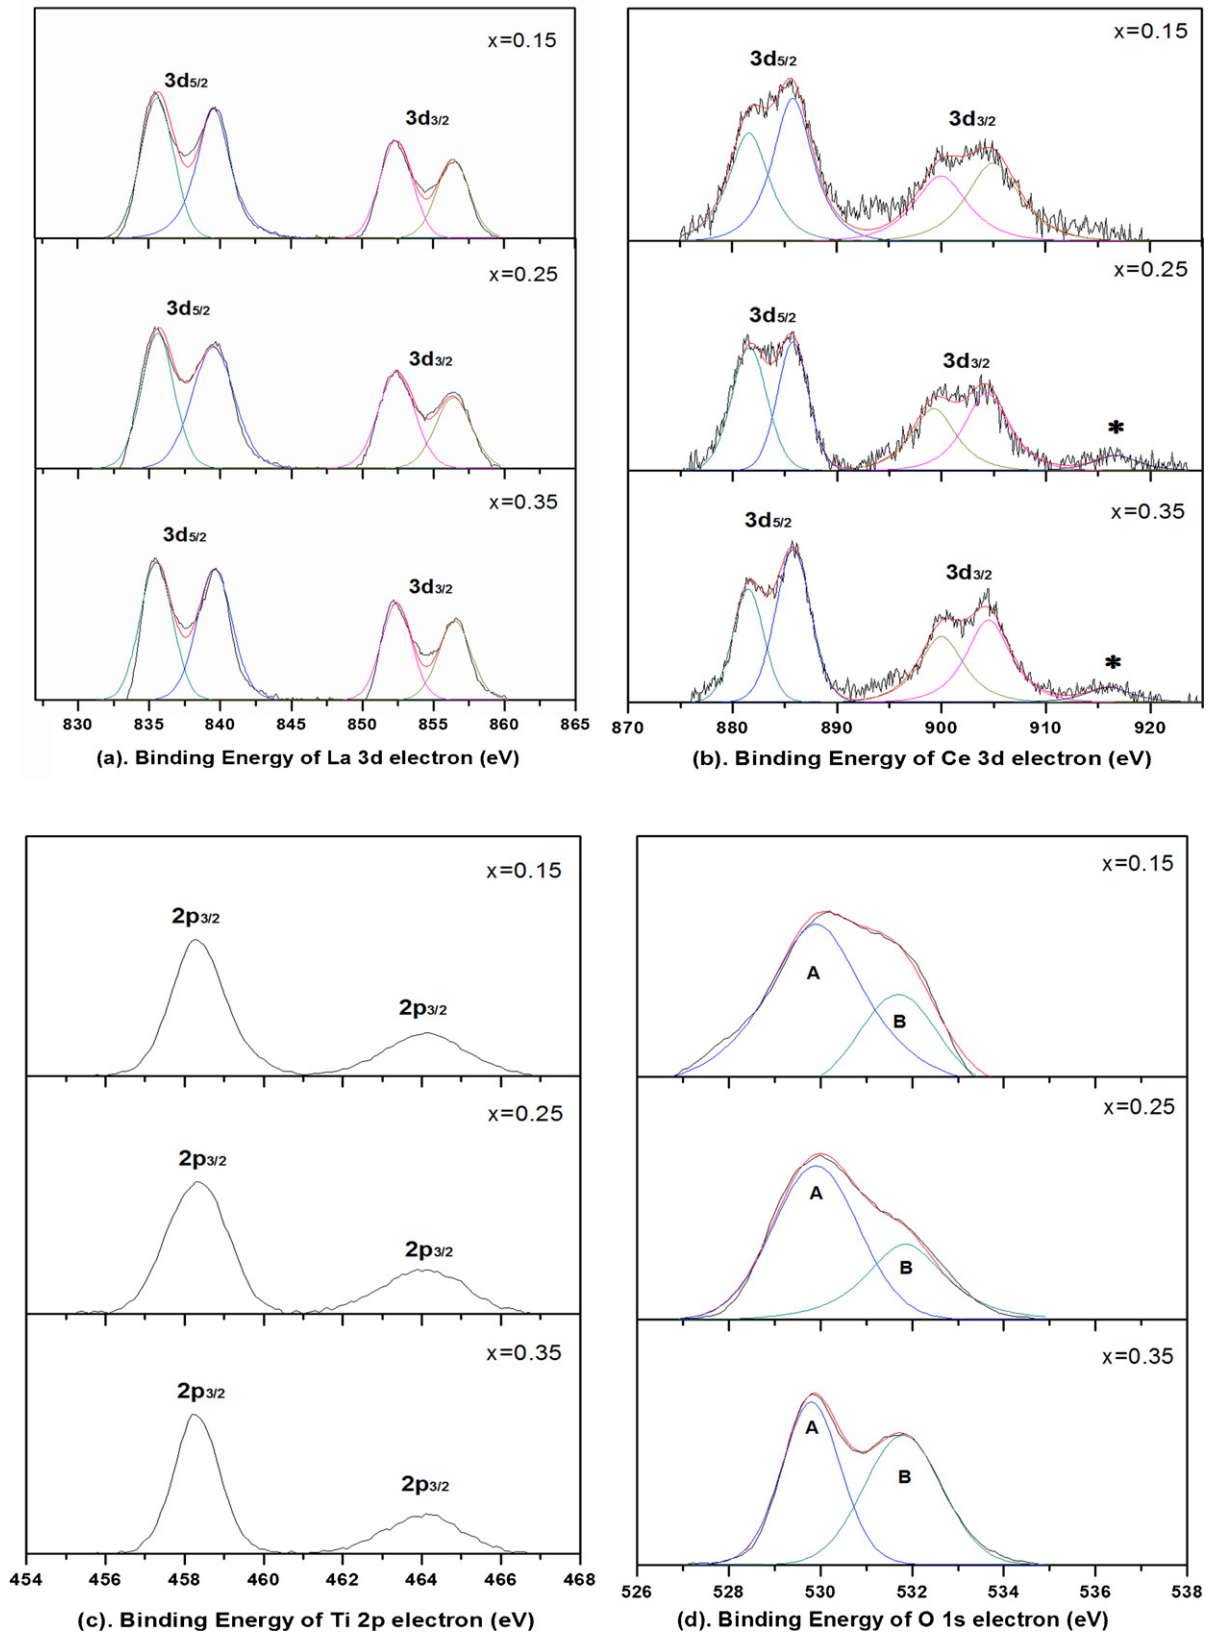 x=0.15
3d5/2
3d3/2
x=0.25
3d5/2
3d3/2
x=0.35
3d5/2
3d3/2
830 835 840 845 850 855 860 865
(a). Binding Energy of La 3d electron (eV)
x=0.15
3d5/2
3d3/2
x=0.25
3d5/2
3d3/2
*
x=0.35
3d5/2
3d3/2
*
870 880 890 900 910 920
(b). Binding Energy of Ce 3d electron (eV)
x=0.15
2p3/2
2p3/2
x=0.25
2p3/2
2p3/2
x=0.35
2p3/2
2p3/2
454 456 458 460 462 464 466 468
(c). Binding Energy of Ti 2p electron (eV)
x=0.15
A
B
x=0.25
A
B
x=0.35
A
B
526 528 530 532 534 536 538
(d). Binding Energy of O 1s electron (eV)